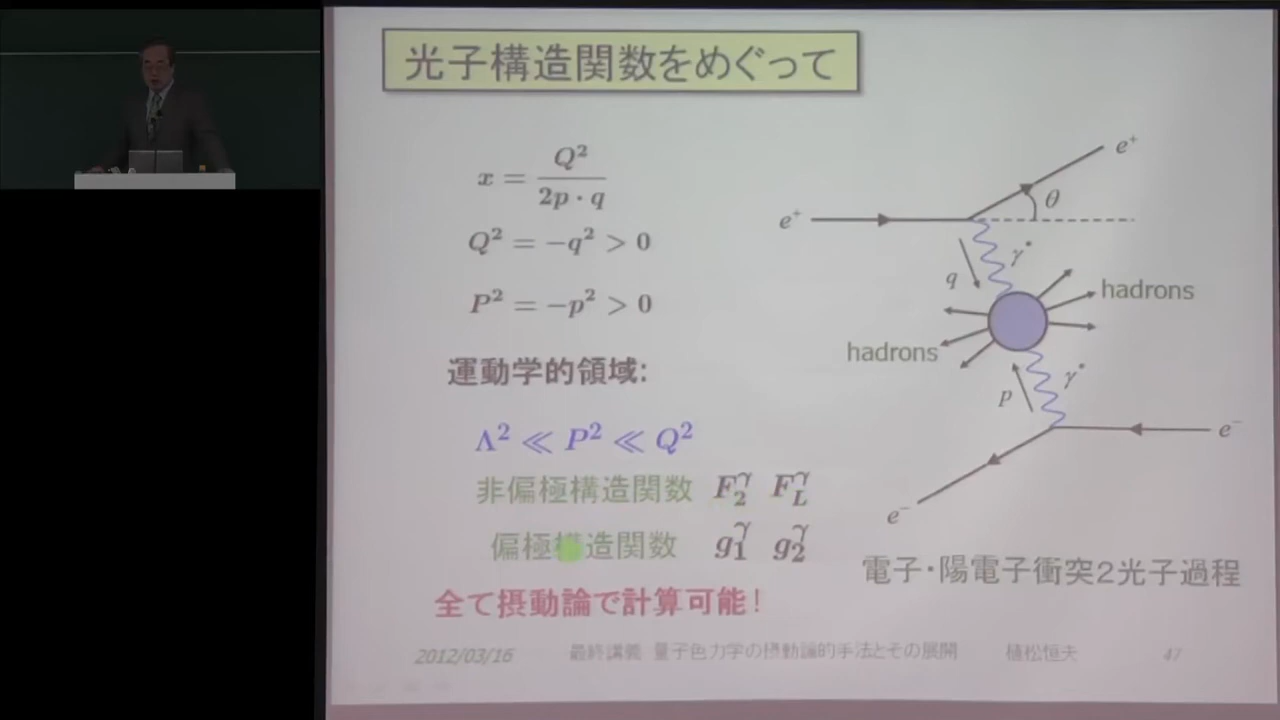 光子構造関数をめぐって
x = Q² / 2p · q
Q² = −q² > 0
P² = −p² > 0
運動学的領域:
Λ² ≪ P² ≪ Q²
非偏極構造関数 F₂^γ F_L^γ
偏極構造関数 g₁^γ g₂^γ
全て摂動論で計算可能!
e⁺
e⁺
θ
γ*
q
hadrons
hadrons
γ*
p
e⁻
e⁻
電子・陽電子衝突2光子過程
2012/03/16 最終講義 量子色力学の摂動論的手法とその展開 植松恒夫 47